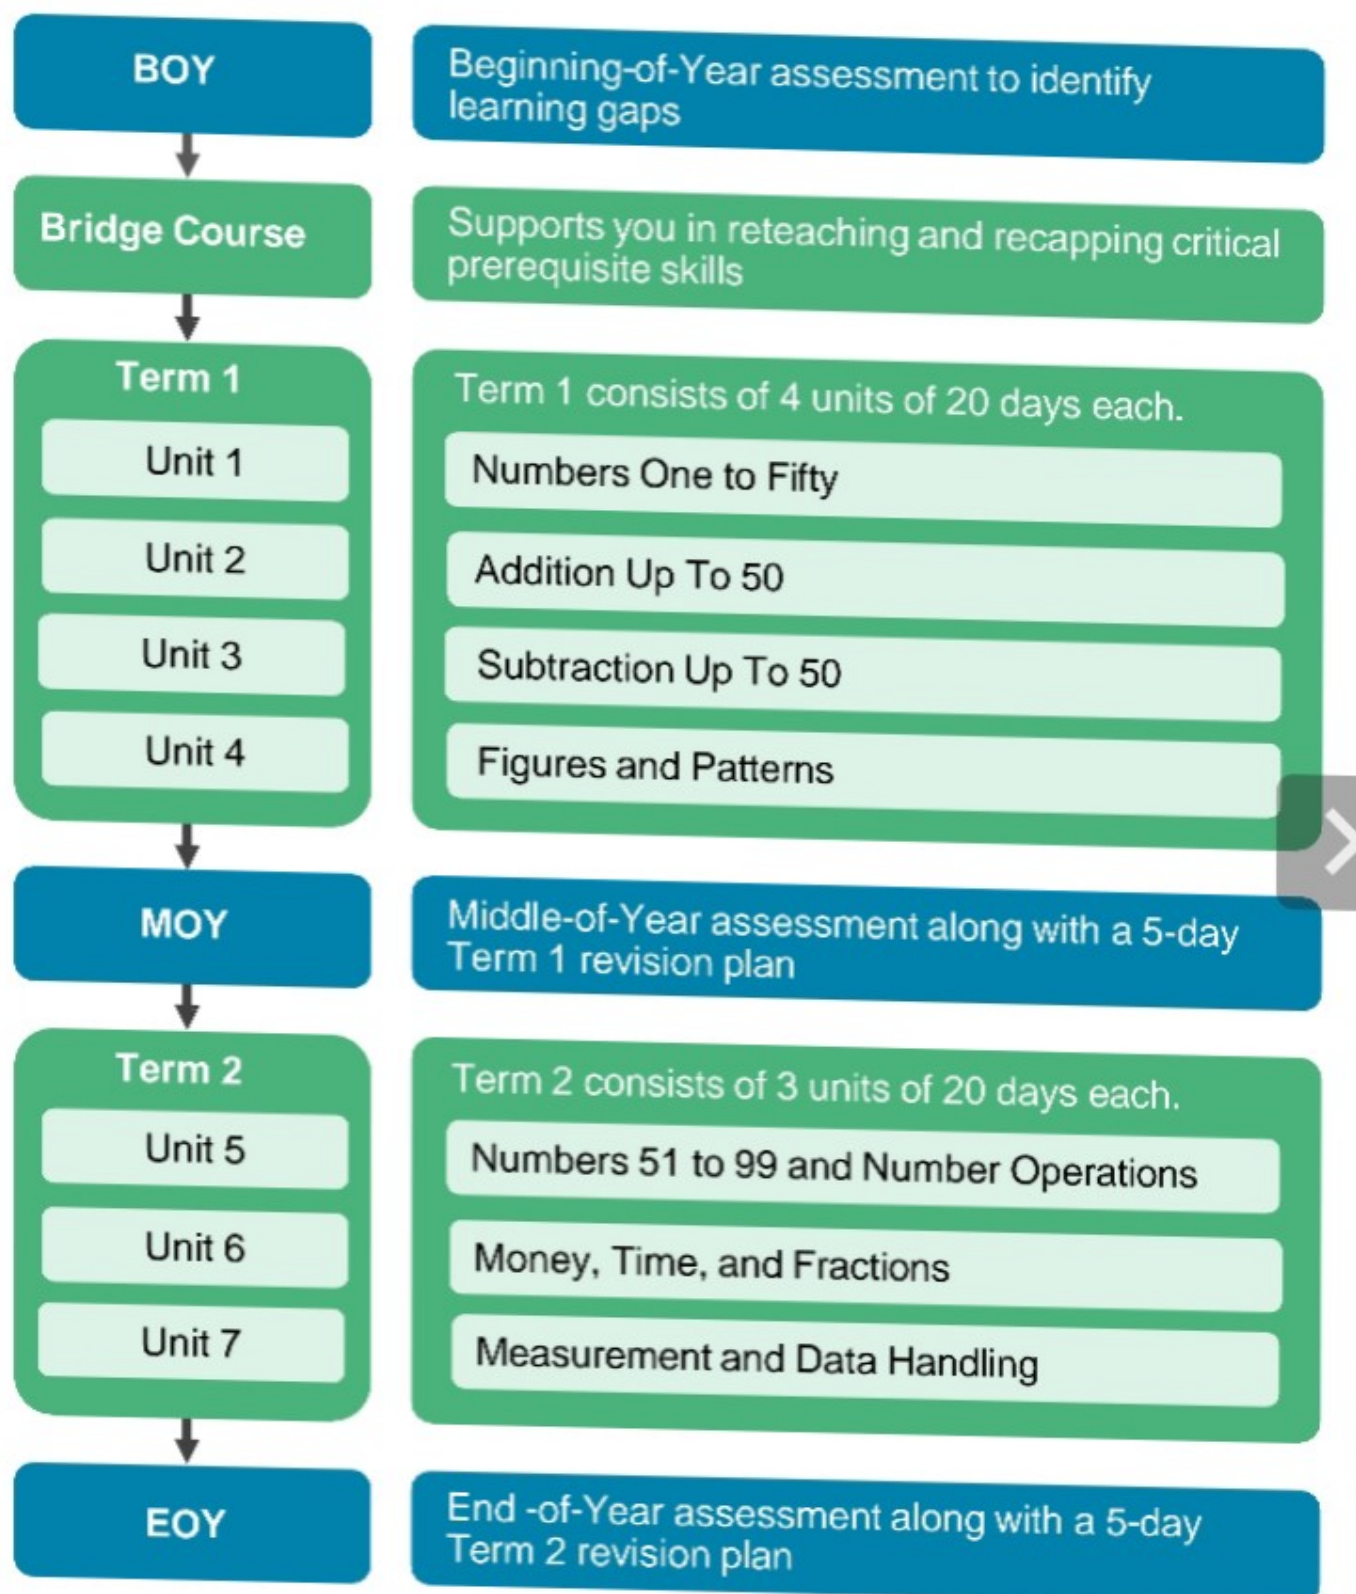 BOY
Beginning-of-Year assessment to identify
learning gaps
Bridge Course
Supports you in reteaching and recapping critical
prerequisite skills
Term 1
Term 1 consists of 4 units of 20 days each.
Unit 1
Numbers One to Fifty
Unit 2
Addition Up To 50
Unit 3
Subtraction Up To 50
Unit 4
Figures and Patterns
MOY
Middle-of-Year assessment along with a 5-day
Term 1 revision plan
Term 2
Term 2 consists of 3 units of 20 days each.
Unit 5
Numbers 51 to 99 and Number Operations
Unit 6
Money, Time, and Fractions
Unit 7
Measurement and Data Handling
EOY
End -of-Year assessment along with a 5-day
Term 2 revision plan